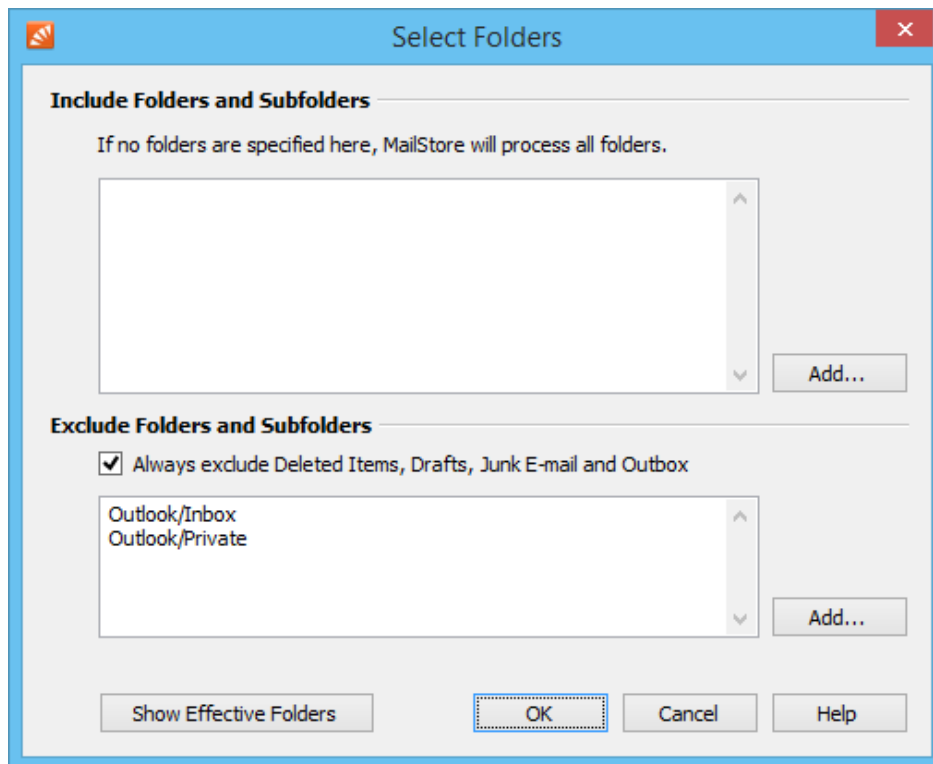 Select Folders
Include Folders and Subfolders
If no folders are specified here, MailStore will process all folders.
Add...
Exclude Folders and Subfolders
Always exclude Deleted Items, Drafts, Junk E-mail and Outbox
Outlook/Inbox
Outlook/Private
Add...
Show Effective Folders OK Cancel Help